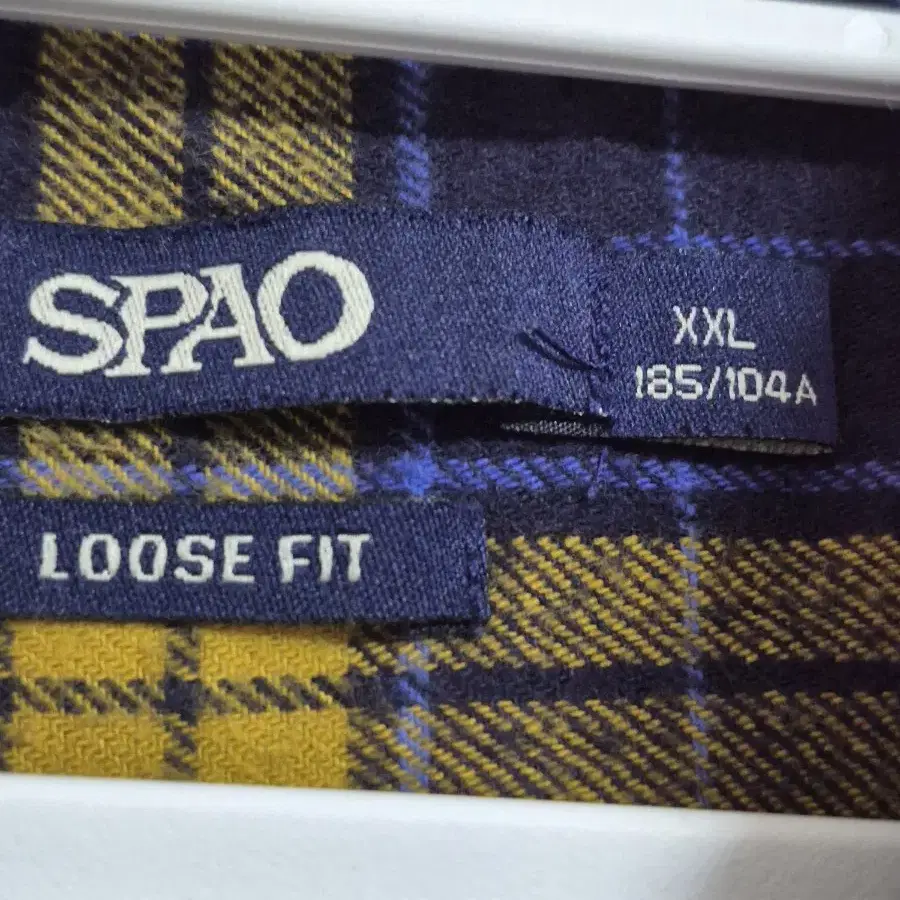 SPAO
XXL
185/104A
LOOSE FIT